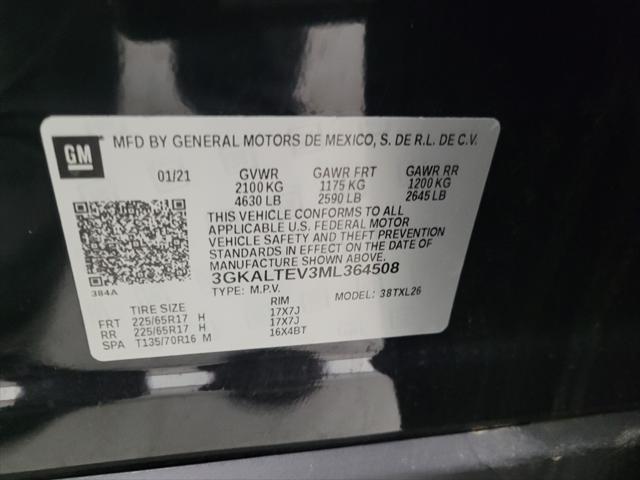 GM
MFD BY GENERAL MOTORS DE MEXICO, S. DE R.L. DE C.V.
01/21 GVWR GAWR FRT GAWR RR
2100 KG 1175 KG 1200 KG
4630 LB 2590 LB 2645 LB
THIS VEHICLE CONFORMS TO ALL
APPLICABLE U.S. FEDERAL MOTOR
VEHICLE SAFETY AND THEFT PREVENTION
STANDARDS IN EFFECT ON THE DATE OF
MANUFACTURE SHOWN ABOVE.
3GKALTEV3ML364508
384A TYPE: M.P.V. MODEL: 38TXL26
TIRE SIZE RIM
FRT 225/65R17 H 17X7J
RR 225/65R17 H 17X7J
SPA T135/70R16 M 16X4BT